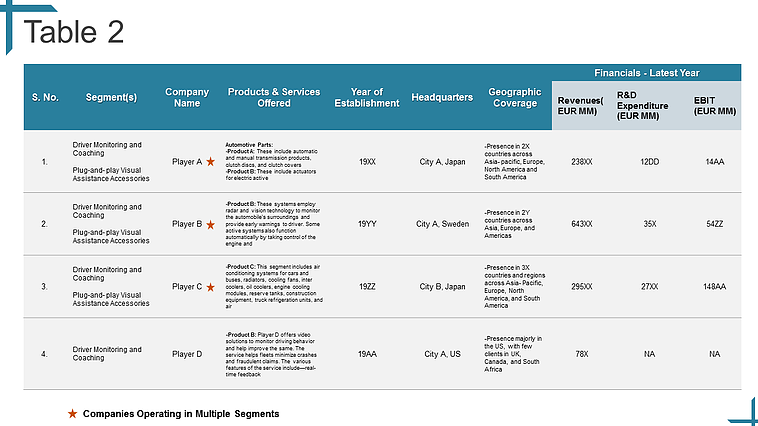 Table 2
Financials - Latest Year
S. No.
Segment(s)
Company
Name
Products & Services
Offered
Year of
Establishment
Headquarters
Geographic
Coverage
Revenues(
EUR MM)
R&D
Expenditure
(EUR MM)
EBIT
(EUR MM)
1.
Driver Monitoring and
Coaching
Plug-and-play Visual
Assistance Accessories
Player A
Automotive Parts:
-Product A: These include automatic
and manual transmission products,
clutch discs, and clutch covers
-Product B: These include actuators
for electric active
19XX
City A, Japan
-Presence in 2X
countries across
Asia-pacific, Europe,
North America and
South America
238XX
12DD
14AA
2.
Driver Monitoring and
Coaching
Plug-and-play Visual
Assistance Accessories
Player B
-Product B: These systems employ
radar and vision technology to monitor
the automobile's surroundings and
provide early warnings to driver. Some
active systems also function
automatically by taking control of the
engine and
19YY
City A, Sweden
-Presence in 2Y
countries across
Asia, Europe, and
Americas
643XX
35X
54ZZ
3.
Driver Monitoring and
Coaching
Plug-and-play Visual
Assistance Accessories
Player C
-Product C: This segment includes air
conditioning systems for cars and
buses, radiators, cooling fans, inter
coolers, oil coolers, engine cooling
modules, reserve tanks, construction
equipment, truck refrigeration units, and
air
19ZZ
City B, Japan
-Presence in 3X
countries and regions
across Asia- Pacific,
Europe, North
America, and South
America
295XX
27XX
148AA
4.
Driver Monitoring and
Coaching
Player D
-Product B: Player D offers video
solutions to monitor driving behavior
and help improve the same. The
service helps fleets minimize crashes
and fraudulent claims. The various
features of the service include—real-
time feedback
19AA
City A, US
-Presence majorly in
the US, with few
clients in UK,
Canada, and South
Africa
78X
NA
NA
Companies Operating in Multiple Segments